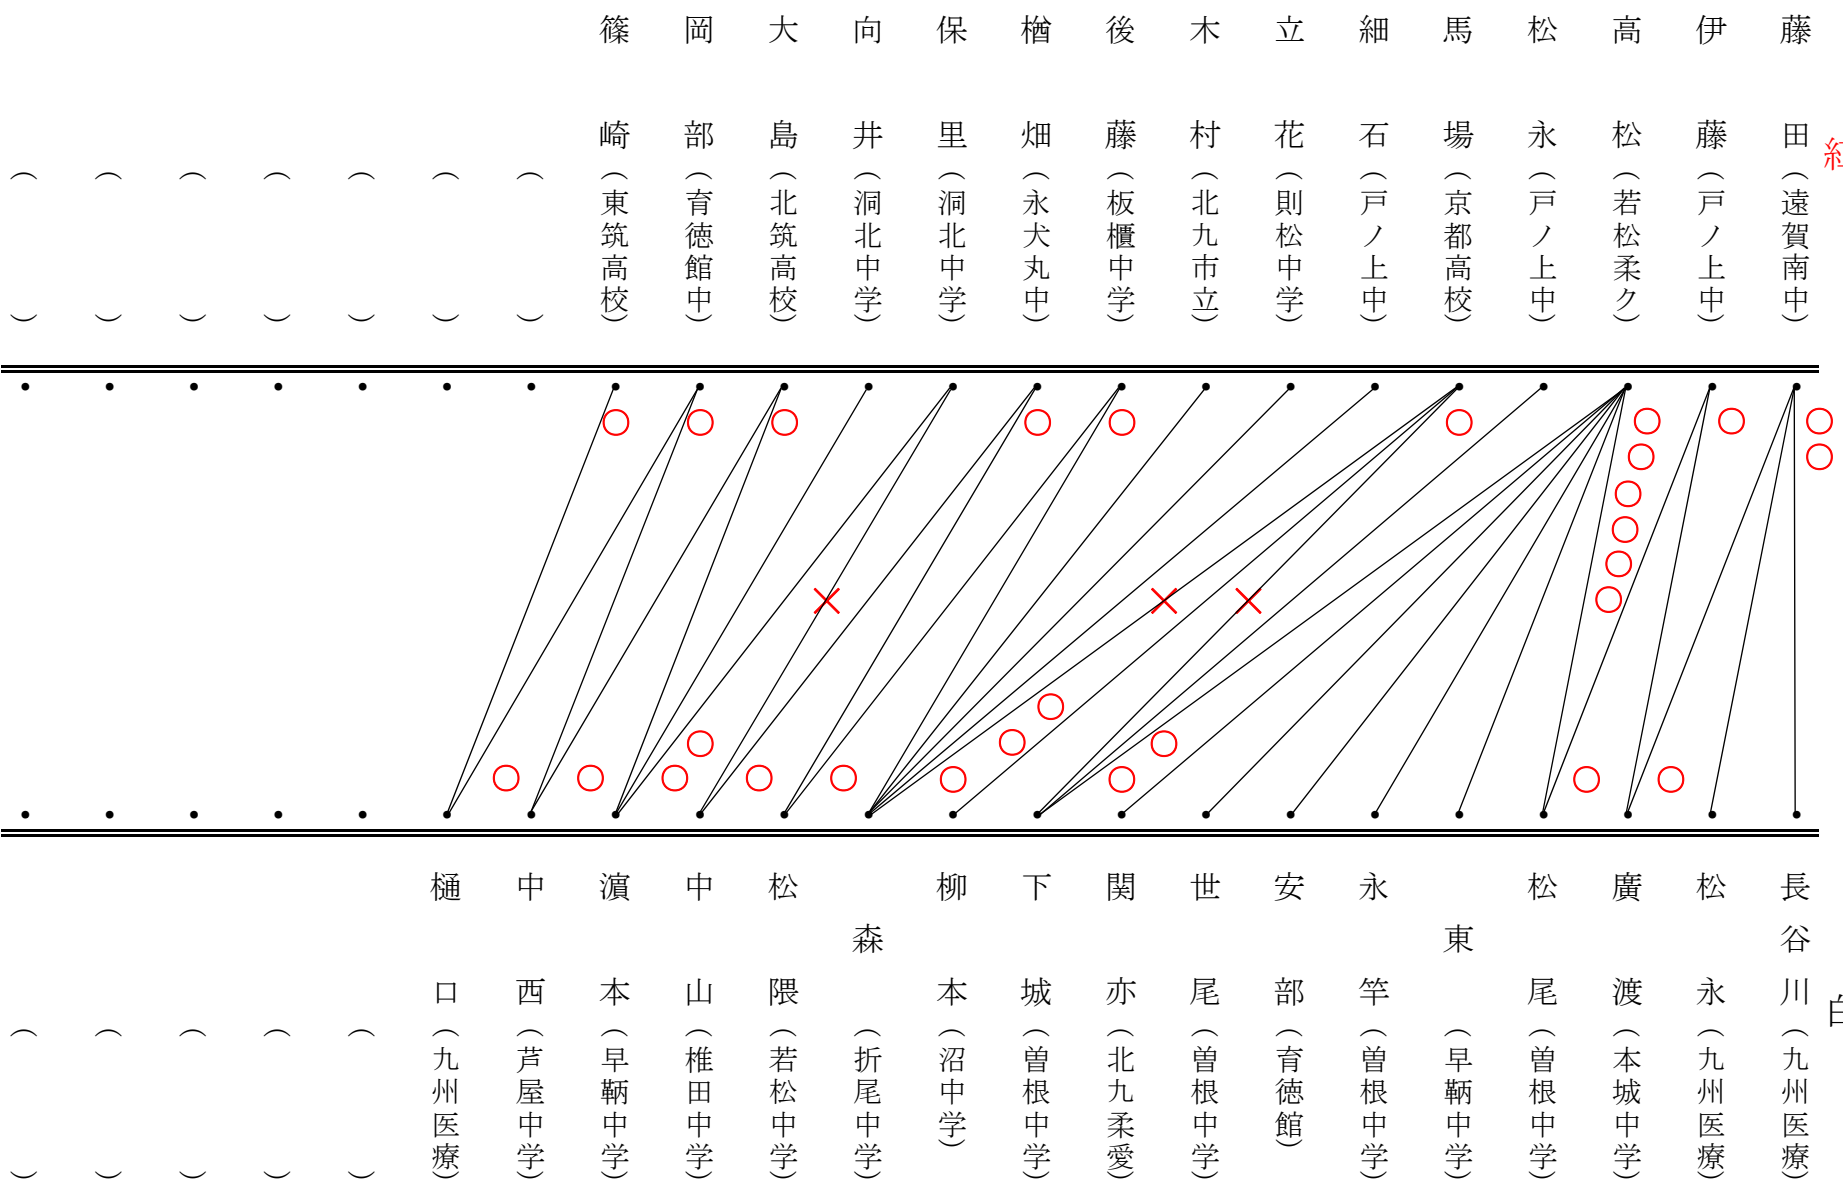 紅
藤田（遠賀南中）
伊藤（戸ノ上中）
高松（若松柔ク）
松永（戸ノ上中）
馬場（京都高校）
細石（戸ノ上中）
立花（則松中学）
木村（北九市立）
後藤（板櫃中学）
楢畑（永犬丸中）
保里（洞北中学）
向井（洞北中学）
大島（北筑高校）
岡部（育徳館中）
篠崎（東筑高校）
（）
（）
（）
（）
（）
（）
（）
白
長谷川（九州医療）
松永（九州医療）
廣渡（本城中学）
松尾（曽根中学）
東（早鞆中学）
永竿（曽根中学）
安部（育徳館）
世尾（曽根中学）
関亦（北九柔愛）
下城（曽根中学）
柳本（沼中学）
森（折尾中学）
松隈（若松中学）
中山（椎田中学）
濵本（早鞆中学）
中西（芦屋中学）
樋口（九州医療）
（）
（）
（）
（）
（）